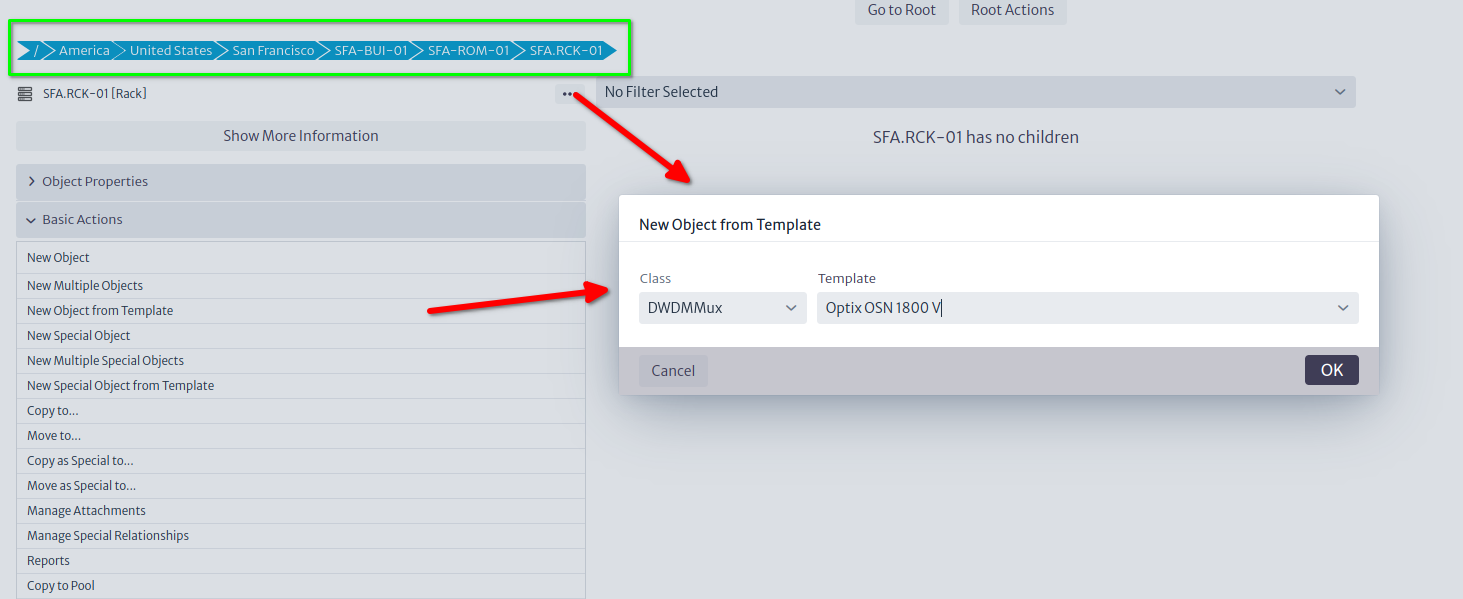 Go to Root Root Actions
/ America United States San Francisco SFA-BUI-01 SFA-ROM-01 SFA.RCK-01
SFA.RCK-01 [Rack]
No Filter Selected
Show More Information
SFA.RCK-01 has no children
Object Properties
Basic Actions
New Object
New Multiple Objects
New Object from Template
New Special Object
New Multiple Special Objects
New Special Object from Template
Copy to...
Move to...
Copy as Special to...
Move as Special to...
Manage Attachments
Manage Special Relationships
Reports
Copy to Pool
New Object from Template
Class Template
DWDMMux Optix OSN 1800 V
Cancel OK